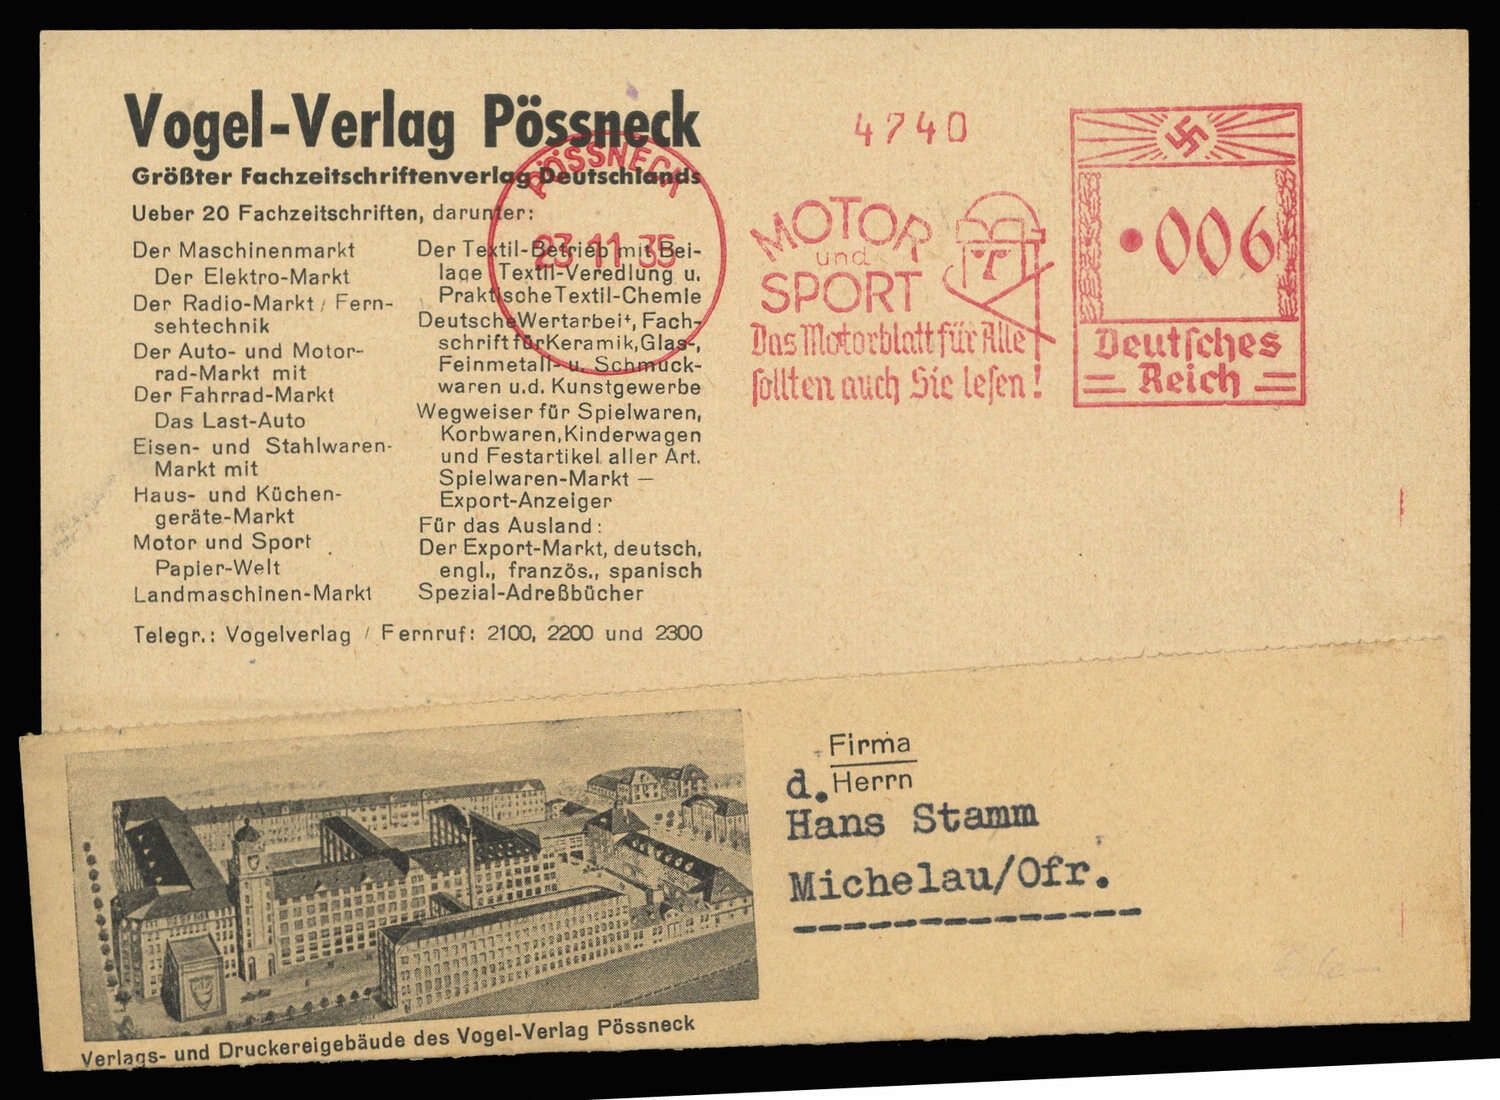 Vogel-Verlag Pössneck
Größter Fachzeitschriftenverlag Deutschlands
Ueber 20 Fachzeitschriften, darunter:
Der Maschinenmarkt
Der Elektro-Markt
Der Radio-Markt / Fern-
sehtechnik
Der Auto- und Motor-
rad-Markt mit
Der Fahrrad-Markt
Das Last-Auto
Eisen- und Stahlwaren-
Markt mit
Haus- und Küchen-
geräte-Markt
Motor und Sport
Papier-Welt
Landmaschinen-Markt
Der Textil-Betrieb mit Bei-
lage Textil-Veredlung u.
Praktische Textil-Chemie
Deutsche Wertarbeit, Fach-
schrift für Keramik, Glas-,
Feinmetall- u. Schmuck-
waren u.d. Kunstgewerbe
Wegweiser für Spielwaren,
Korbwaren, Kinderwagen
und Festartikel aller Art.
Spielwaren-Markt —
Export-Anzeiger
Für das Ausland:
Der Export-Markt, deutsch,
engl., französ., spanisch
Spezial-Adreßbücher
Telegr.: Vogelverlag / Fernruf: 2100, 2200 und 2300
PÖSSNECK
23.11.35
4740
MOTOR
und
SPORT
Das Motorblatt für Alle
sollten auch Sie lesen!
006
Deutsches
Reich
Firma
Herrn
d.
Hans Stamm
Michelau/Ofr.
Verlags- und Druckereigebäude des Vogel-Verlag Pössneck